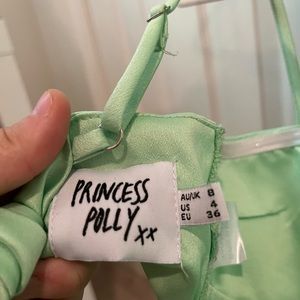 PRINCESS
POLLY xx
AU/UK 8
US 4
EU 36